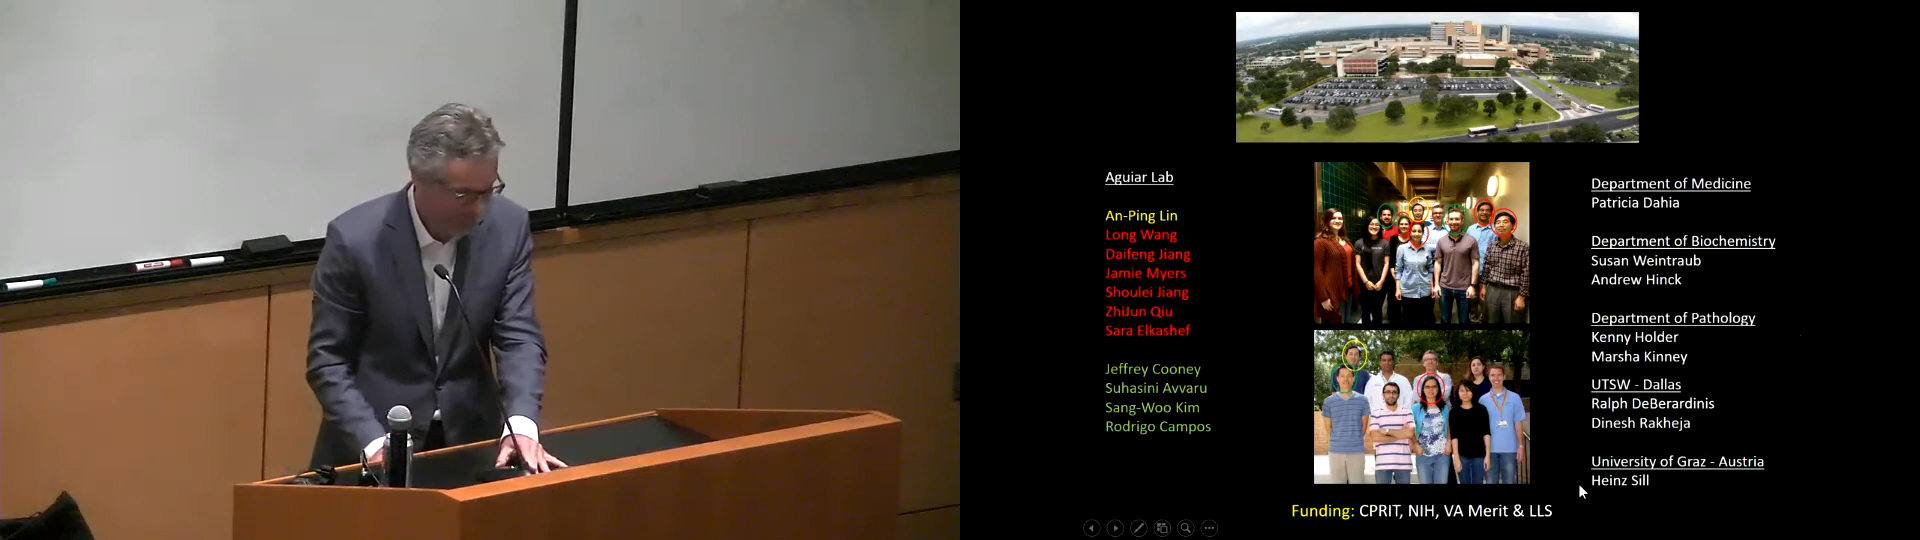 Aguiar Lab
An-Ping Lin
Long Wang
Daifeng Jiang
Jamie Myers
Shoulei Jiang
ZhiJun Qiu
Sara Elkashef
Jeffrey Cooney
Suhasini Avvaru
Sang-Woo Kim
Rodrigo Campos
Department of Medicine
Patricia Dahia
Department of Biochemistry
Susan Weintraub
Andrew Hinck
Department of Pathology
Kenny Holder
Marsha Kinney
UTSW - Dallas
Ralph DeBerardinis
Dinesh Rakheja
University of Graz - Austria
Heinz Sill
Funding: CPRIT, NIH, VA Merit & LLS